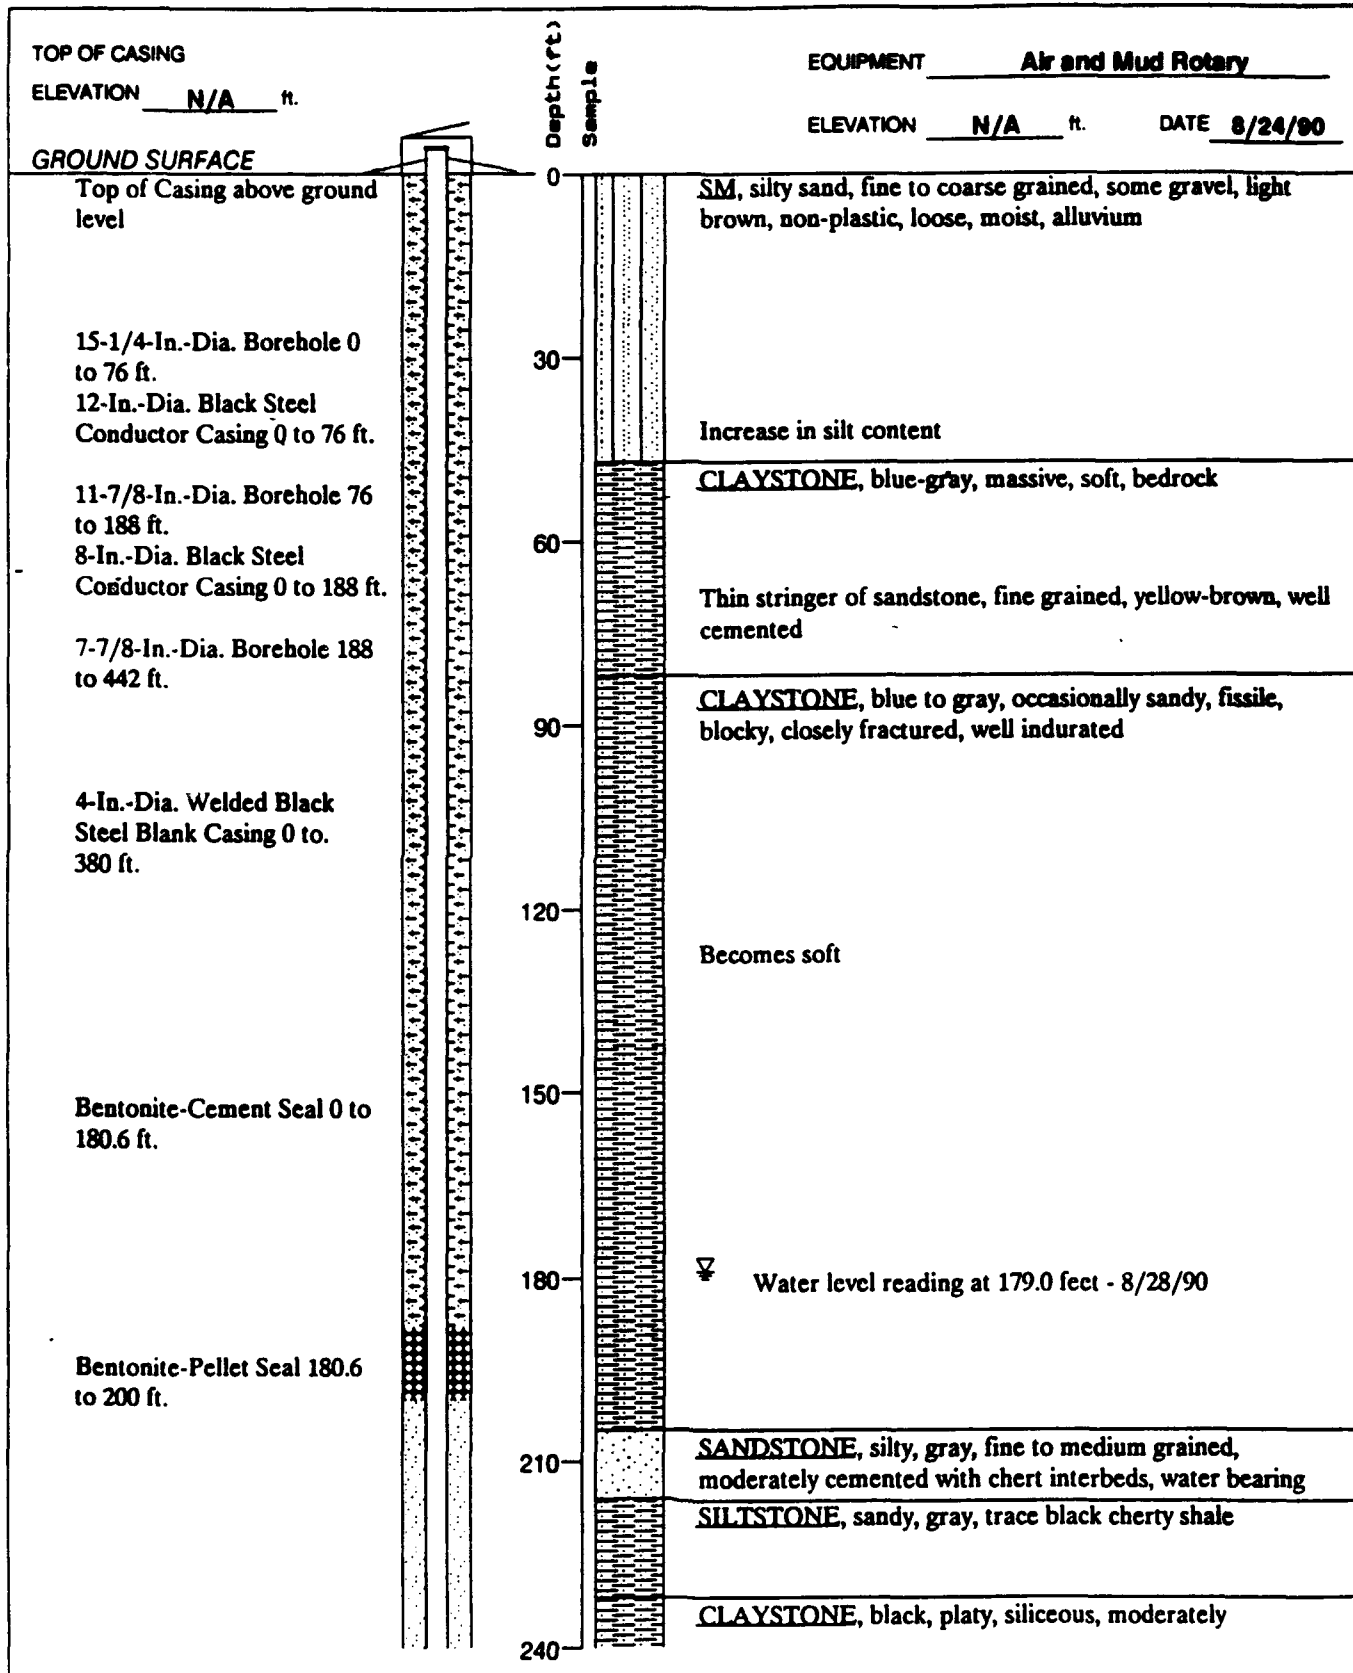 TOP OF CASING
ELEVATION N/A ft.
GROUND SURFACE
Depth(ft)
Sample
EQUIPMENT Air and Mud Rotary
ELEVATION N/A ft. DATE 8/24/90
Top of Casing above ground
level
15-1/4-In.-Dia. Borehole 0
to 76 ft.
12-In.-Dia. Black Steel
Conductor Casing 0 to 76 ft.
11-7/8-In.-Dia. Borehole 76
to 188 ft.
8-In.-Dia. Black Steel
Conductor Casing 0 to 188 ft.
7-7/8-In.-Dia. Borehole 188
to 442 ft.
4-In.-Dia. Welded Black
Steel Blank Casing 0 to.
380 ft.
Bentonite-Cement Seal 0 to
180.6 ft.
Bentonite-Pellet Seal 180.6
to 200 ft.
0
30
60
90
120
150
180
210
240
SM, silty sand, fine to coarse grained, some gravel, light
brown, non-plastic, loose, moist, alluvium
Increase in silt content
CLAYSTONE, blue-gray, massive, soft, bedrock
Thin stringer of sandstone, fine grained, yellow-brown, well
cemented
CLAYSTONE, blue to gray, occasionally sandy, fissile,
blocky, closely fractured, well indurated
Becomes soft
Water level reading at 179.0 feet - 8/28/90
SANDSTONE, silty, gray, fine to medium grained,
moderately cemented with chert interbeds, water bearing
SILTSTONE, sandy, gray, trace black cherty shale
CLAYSTONE, black, platy, siliceous, moderately